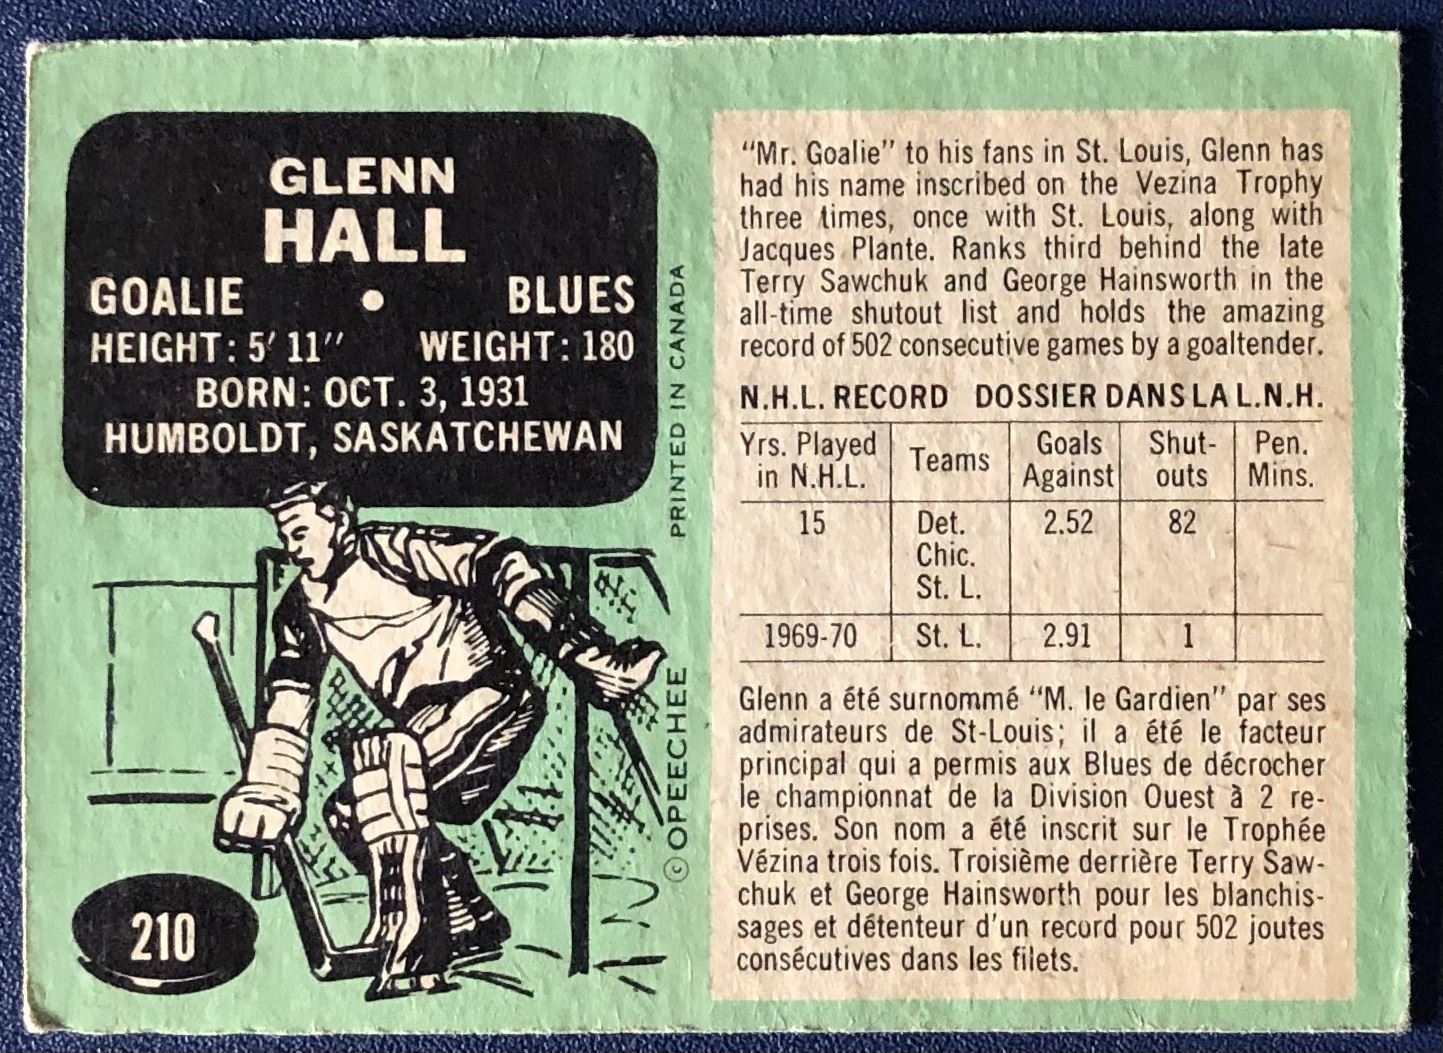 GLENN
HALL
GOALIE • BLUES
HEIGHT: 5' 11" WEIGHT: 180
BORN: OCT. 3, 1931
HUMBOLDT, SASKATCHEWAN
210
PRINTED IN CANADA
© OPEECHEE
"Mr. Goalie" to his fans in St. Louis, Glenn has
had his name inscribed on the Vezina Trophy
three times, once with St. Louis, along with
Jacques Plante. Ranks third behind the late
Terry Sawchuk and George Hainsworth in the
all-time shutout list and holds the amazing
record of 502 consecutive games by a goaltender.
N.H.L. RECORD DOSSIER DANS LA L.N.H.
Yrs. Played Teams Goals Shut- Pen.
in N.H.L. Against outs Mins.
15 Det. 2.52 82
Chic.
St. L.
1969-70 St. L. 2.91 1
Glenn a été surnommé "M. le Gardien" par ses
admirateurs de St-Louis; il a été le facteur
principal qui a permis aux Blues de décrocher
le championnat de la Division Ouest à 2 re-
prises. Son nom a été inscrit sur le Trophée
Vézina trois fois. Troisième derrière Terry Saw-
chuk et George Hainsworth pour les blanchis-
sages et détenteur d'un record pour 502 joutes
consécutives dans les filets.